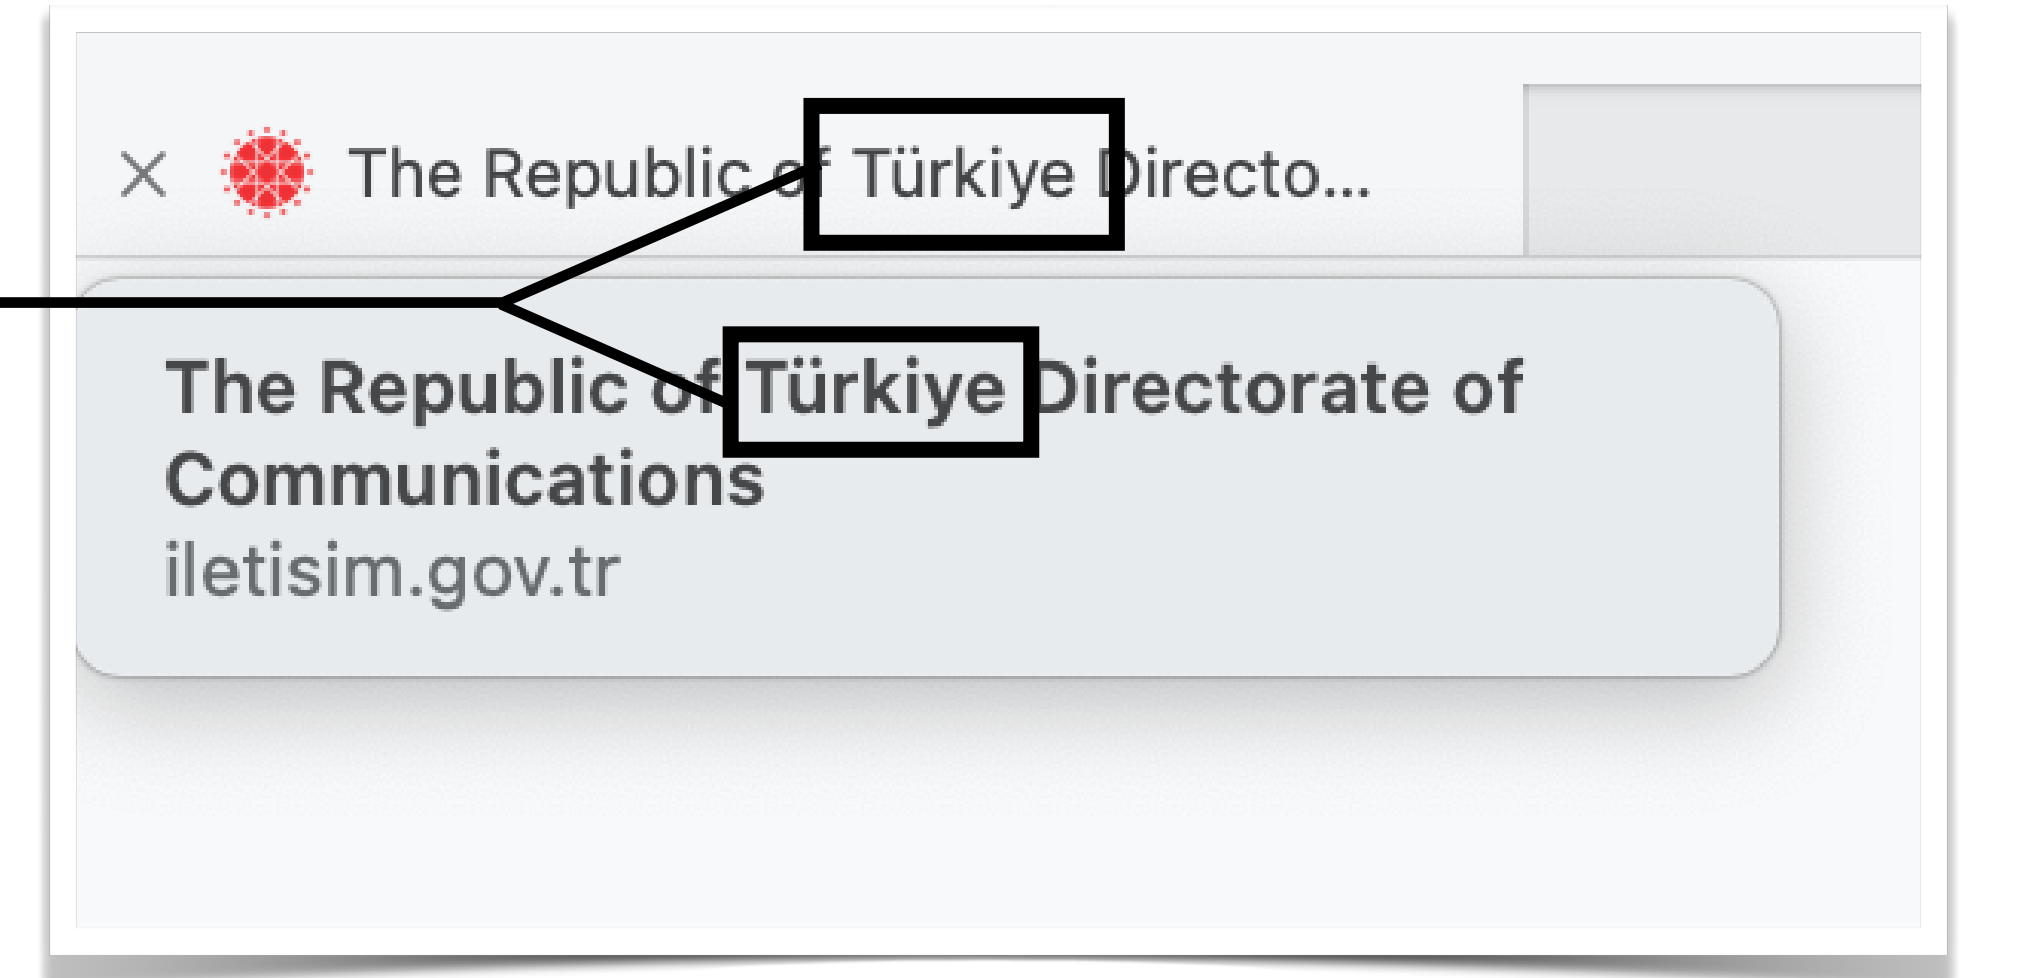 The Republic of Türkiye Directo...
The Republic of Türkiye Directorate of
Communications
iletisim.gov.tr